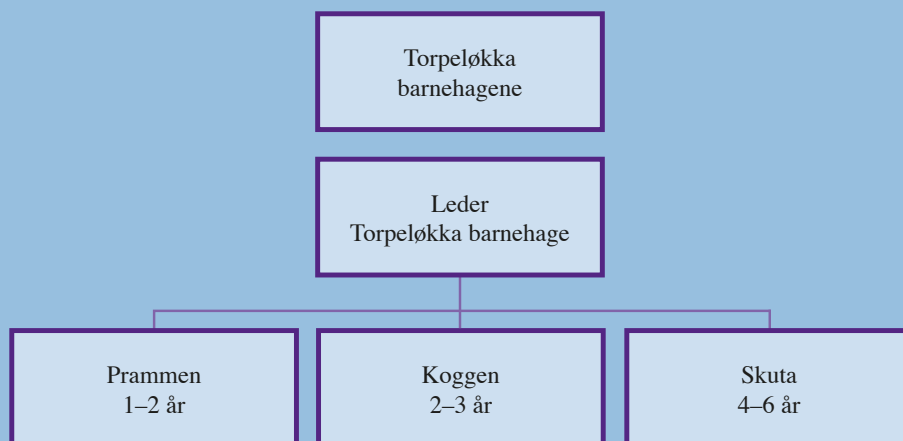 Torpeløkka
barnehagene
Leder
Torpeløkka barnehage
Prammen
1–2 år
Koggen
2–3 år
Skuta
4–6 år